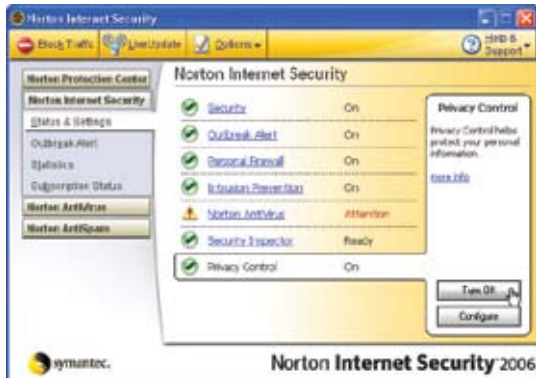 Norton Internet Security
Block Traffic LiveUpdate Options Help & Support
Norton Protection Center
Norton Internet Security
Status & Settings
Outbreak Alert
Statistics
Subscription Status
Norton AntiVirus
Norton AntiSpam
Norton Internet Security
Security On
Outbreak Alert On
Personal Firewall On
Intrusion Prevention On
Norton AntiVirus Attention
Security Inspector Ready
Privacy Control On
Privacy Control
Privacy Control helps
protect your personal
information.
more info
Turn Off
Configure
symantec.
Norton Internet Security 2006